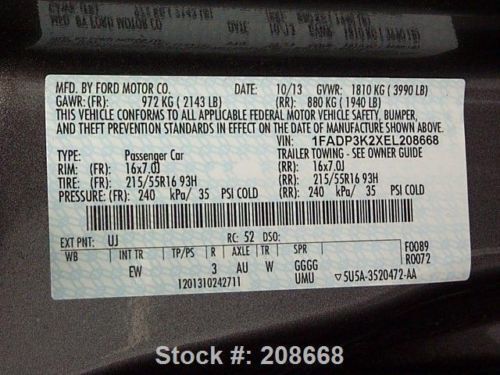 MFD. BY FORD MOTOR CO. DATE: 10/13 GVWR: 1810 KG ( 3990 LB)
GAWR: (FR): 972 KG ( 2143 LB) (RR): 880 KG ( 1940 LB)
THIS VEHICLE CONFORMS TO ALL APPLICABLE FEDERAL MOTOR VEHICLE SAFETY, BUMPER,
AND THEFT PREVENTION STANDARDS IN EFFECT ON THE DATE OF MANUFACTURE SHOWN ABOVE.
VIN: 1FADP3K2XEL208668
TYPE: Passenger Car TRAILER TOWING - SEE OWNER GUIDE
RIM: (FR): 16x7.0J (RR): 16x7.0J
TIRE: (FR): 215/55R16 93H (RR): 215/55R16 93H
PRESSURE: (FR): 240 kPa/ 35 PSI COLD (RR): 240 kPa/ 35 PSI COLD
EXT PNT: UJ RC: 52 DSO: F0089
WB INT TR TP/PS R AXLE TR SPR R0072
EW 3 AU W GGGG
UMU
1201310242711 ▽5U5A-3520472-AA
Stock #: 208668